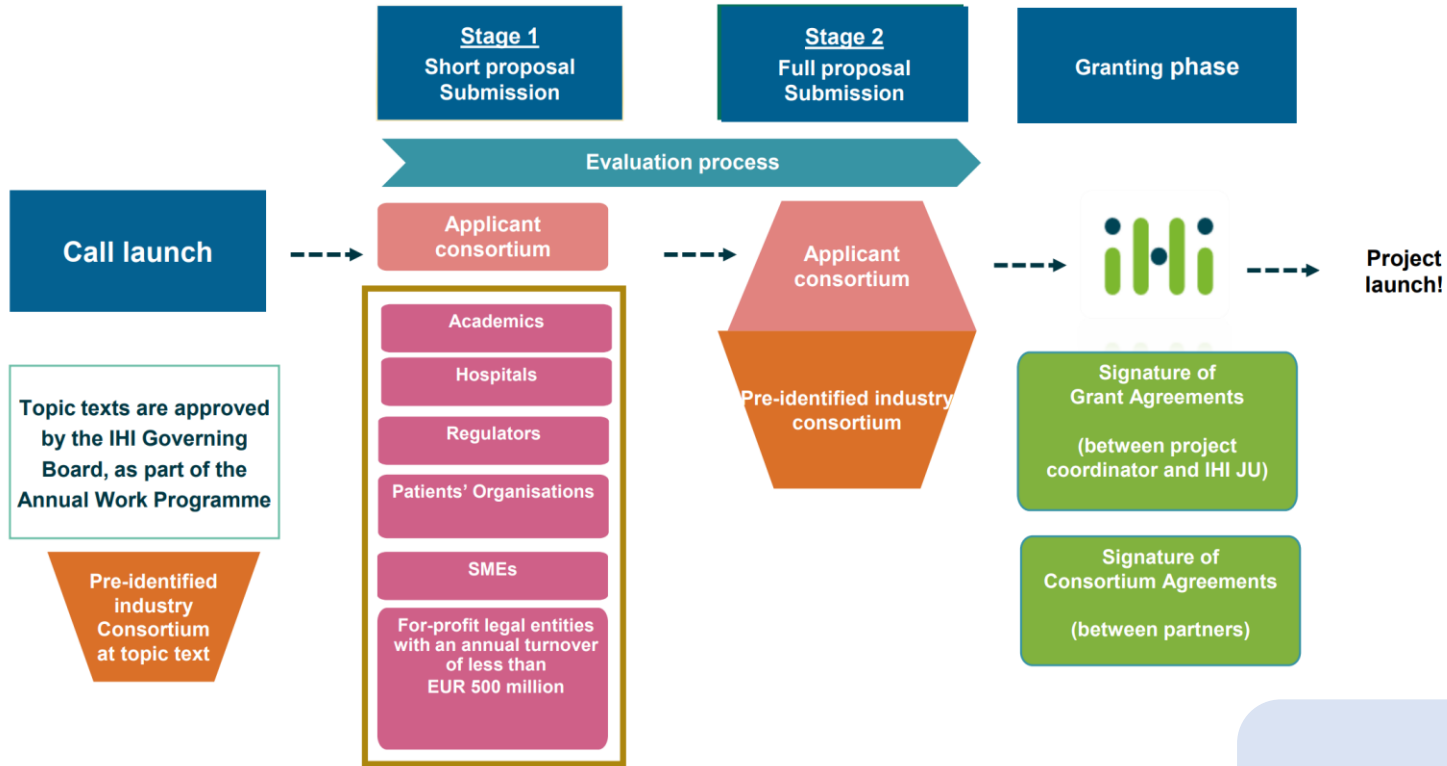 Stage 1
Short proposal
Submission
Stage 2
Full proposal
Submission
Granting phase
Evaluation process
Call launch
Applicant
consortium
Applicant
consortium
iHi
Project
launch!
Topic texts are approved
by the IHI Governing
Board, as part of the
Annual Work Programme
Pre-identified
industry
Consortium
at topic text
Academics
Hospitals
Regulators
Patients’ Organisations
SMEs
For-profit legal entities
with an annual turnover
of less than
EUR 500 million
Pre-identified industry
consortium
Signature of
Grant Agreements
(between project
coordinator and IHI JU)
Signature of
Consortium Agreements
(between partners)